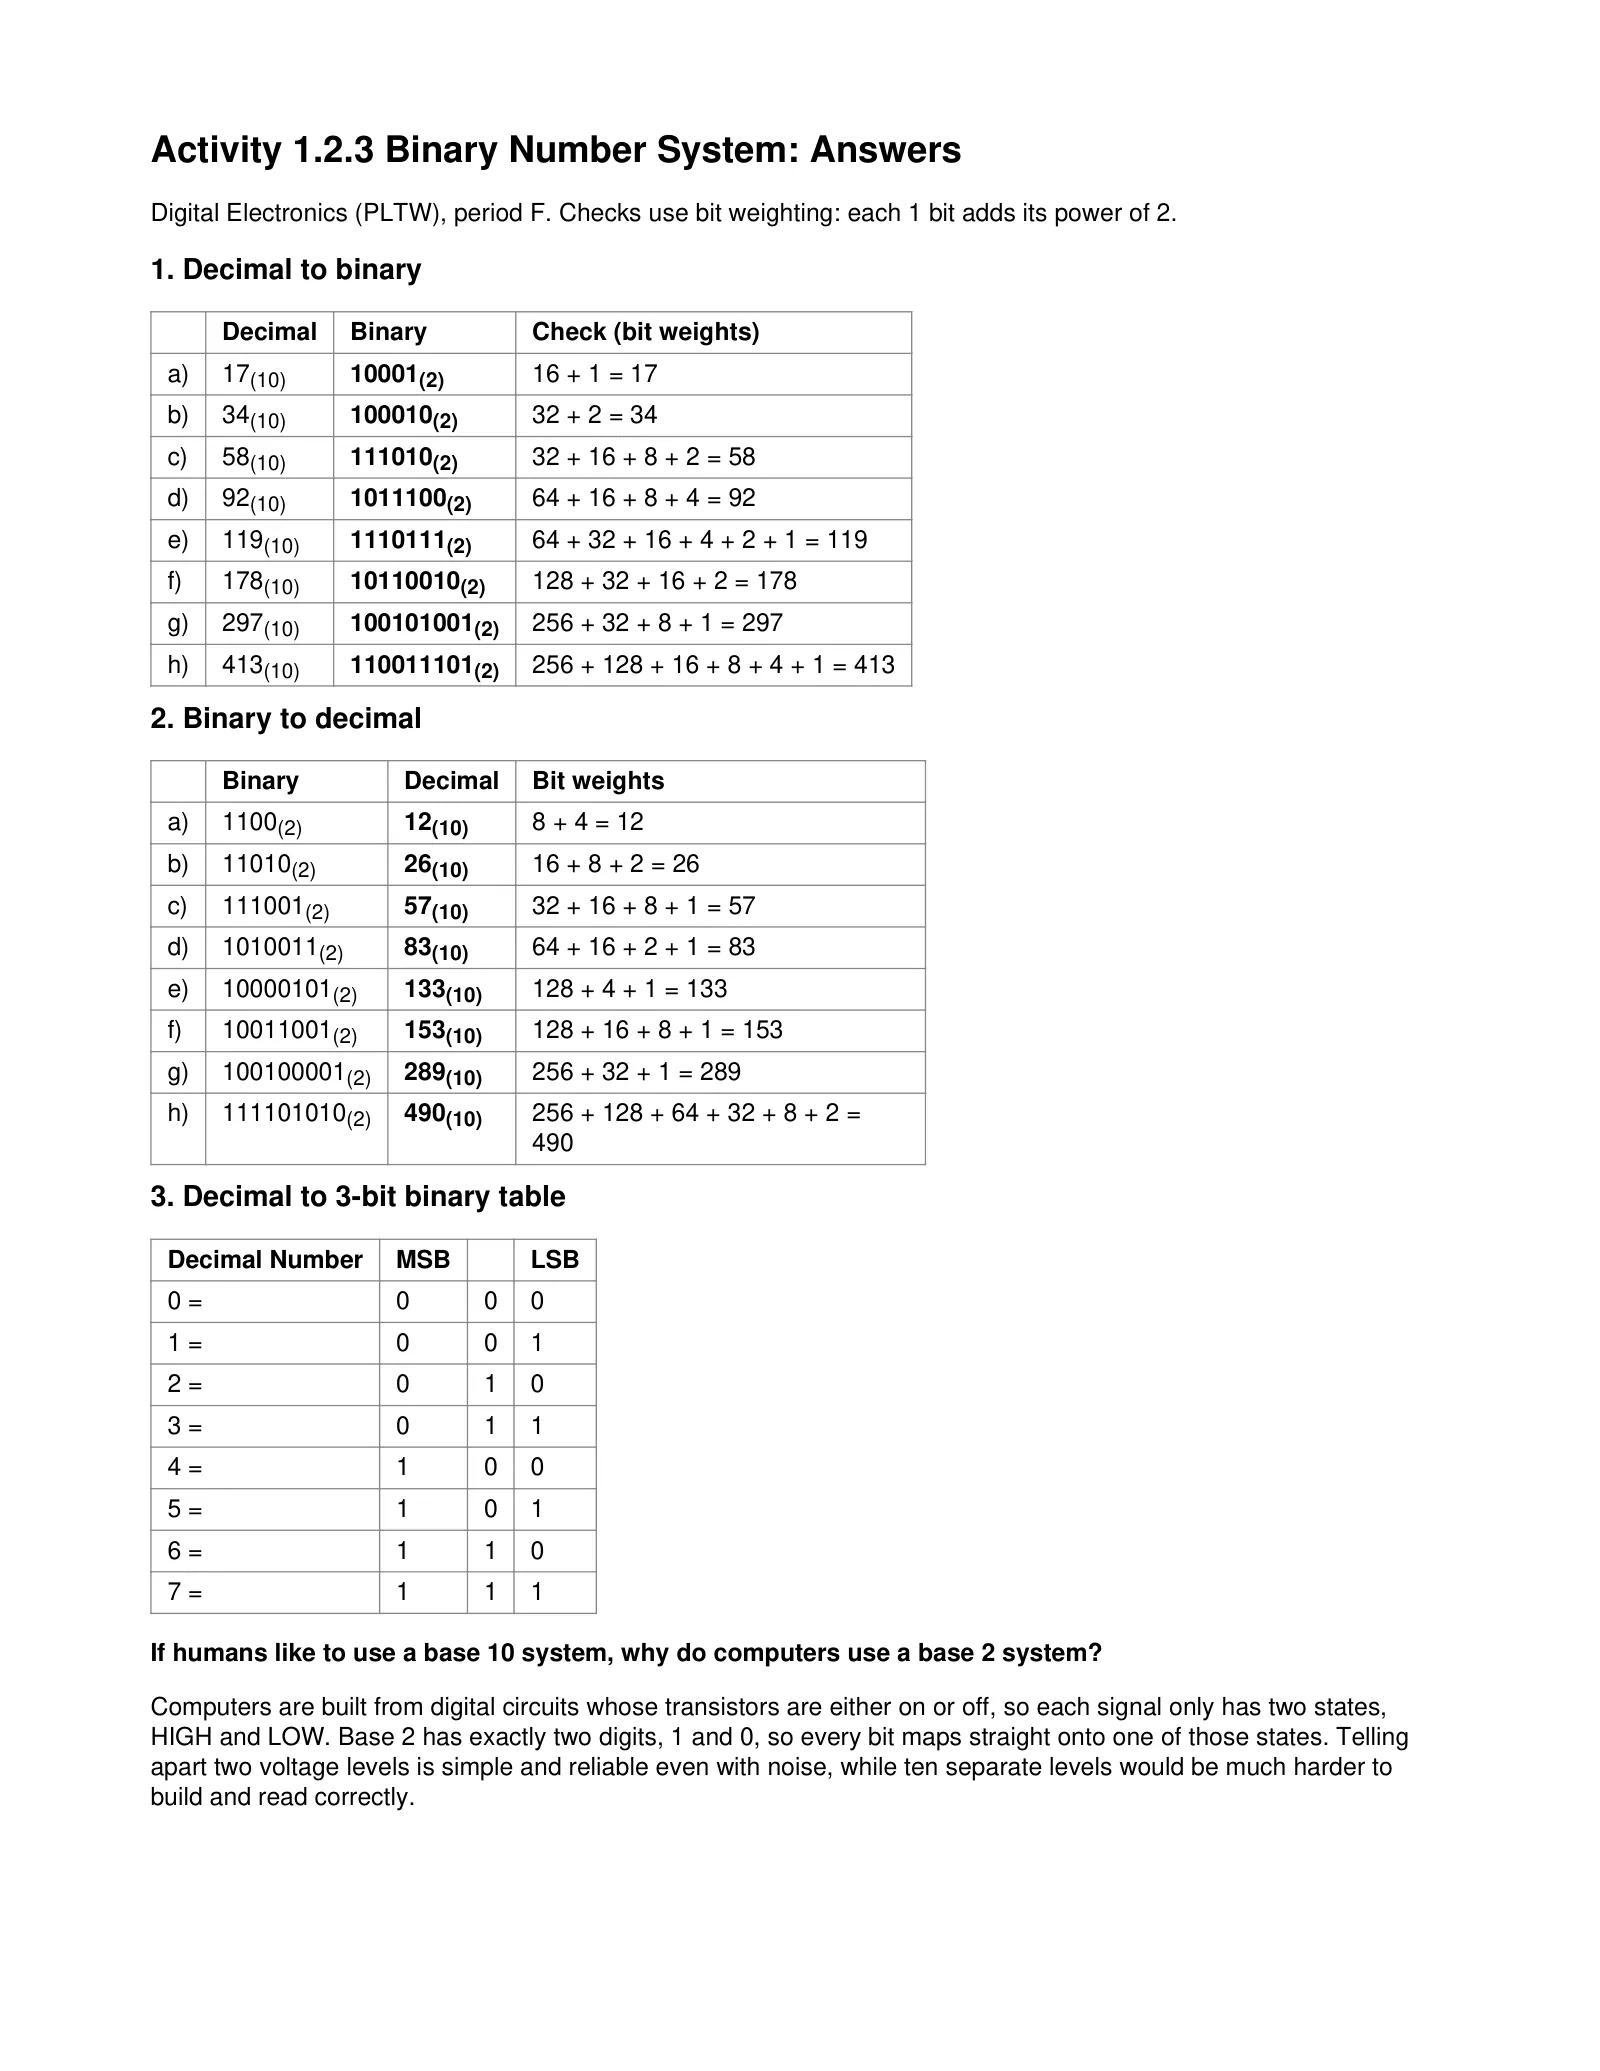 Activity 1.2.3 Binary Number System: Answers
Digital Electronics (PLTW), period F. Checks use bit weighting: each 1 bit adds its power of 2.
1. Decimal to binary
Decimal Binary Check (bit weights)
a) 17(10) 10001(2) 16 + 1 = 17
b) 34(10) 100010(2) 32 + 2 = 34
c) 58(10) 111010(2) 32 + 16 + 8 + 2 = 58
d) 92(10) 1011100(2) 64 + 16 + 8 + 4 = 92
e) 119(10) 1110111(2) 64 + 32 + 16 + 4 + 2 + 1 = 119
f) 178(10) 10110010(2) 128 + 32 + 16 + 2 = 178
g) 297(10) 100101001(2) 256 + 32 + 8 + 1 = 297
h) 413(10) 110011101(2) 256 + 128 + 16 + 8 + 4 + 1 = 413
2. Binary to decimal
Binary Decimal Bit weights
a) 1100(2) 12(10) 8 + 4 = 12
b) 11010(2) 26(10) 16 + 8 + 2 = 26
c) 111001(2) 57(10) 32 + 16 + 8 + 1 = 57
d) 1010011(2) 83(10) 64 + 16 + 2 + 1 = 83
e) 10000101(2) 133(10) 128 + 4 + 1 = 133
f) 10011001(2) 153(10) 128 + 16 + 8 + 1 = 153
g) 100100001(2) 289(10) 256 + 32 + 1 = 289
h) 111101010(2) 490(10) 256 + 128 + 64 + 32 + 8 + 2 =
490
3. Decimal to 3-bit binary table
Decimal Number MSB LSB
0 = 0 0 0
1 = 0 0 1
2 = 0 1 0
3 = 0 1 1
4 = 1 0 0
5 = 1 0 1
6 = 1 1 0
7 = 1 1 1
If humans like to use a base 10 system, why do computers use a base 2 system?
Computers are built from digital circuits whose transistors are either on or off, so each signal only has two states,
HIGH and LOW. Base 2 has exactly two digits, 1 and 0, so every bit maps straight onto one of those states. Telling
apart two voltage levels is simple and reliable even with noise, while ten separate levels would be much harder to
build and read correctly.